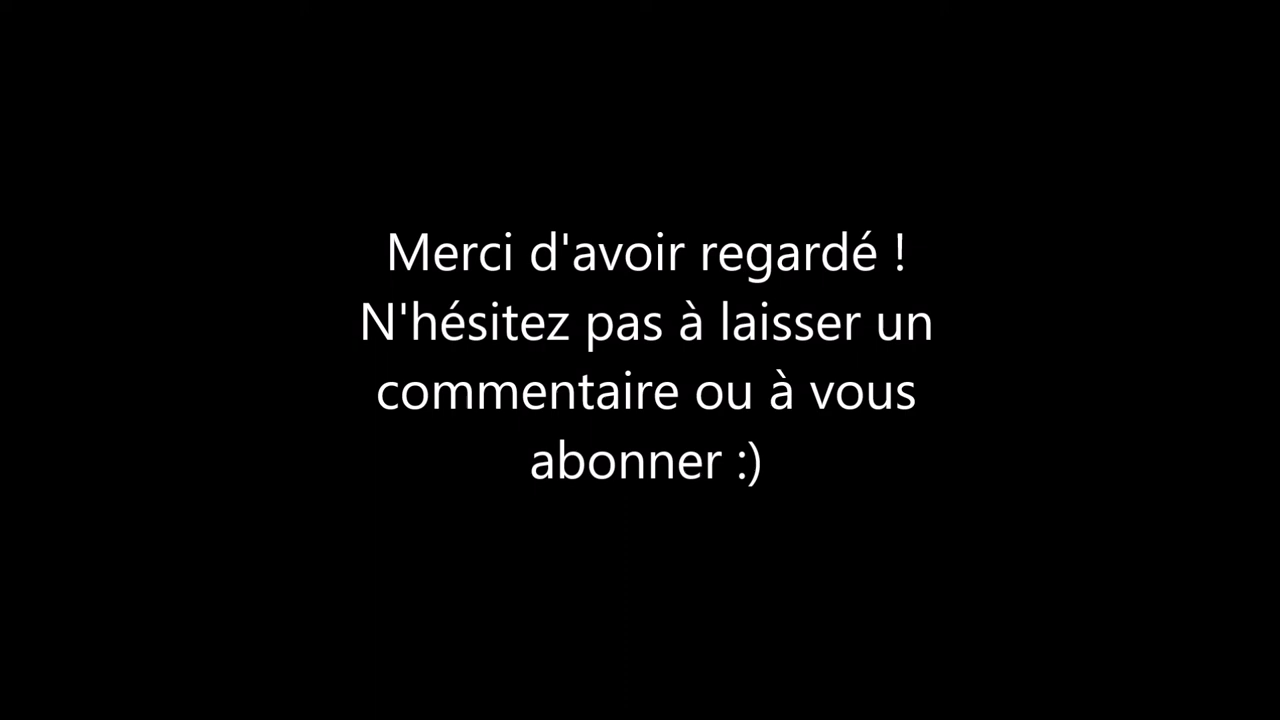 Merci d'avoir regardé !
N'hésitez pas à laisser un
commentaire ou à vous
abonner :)